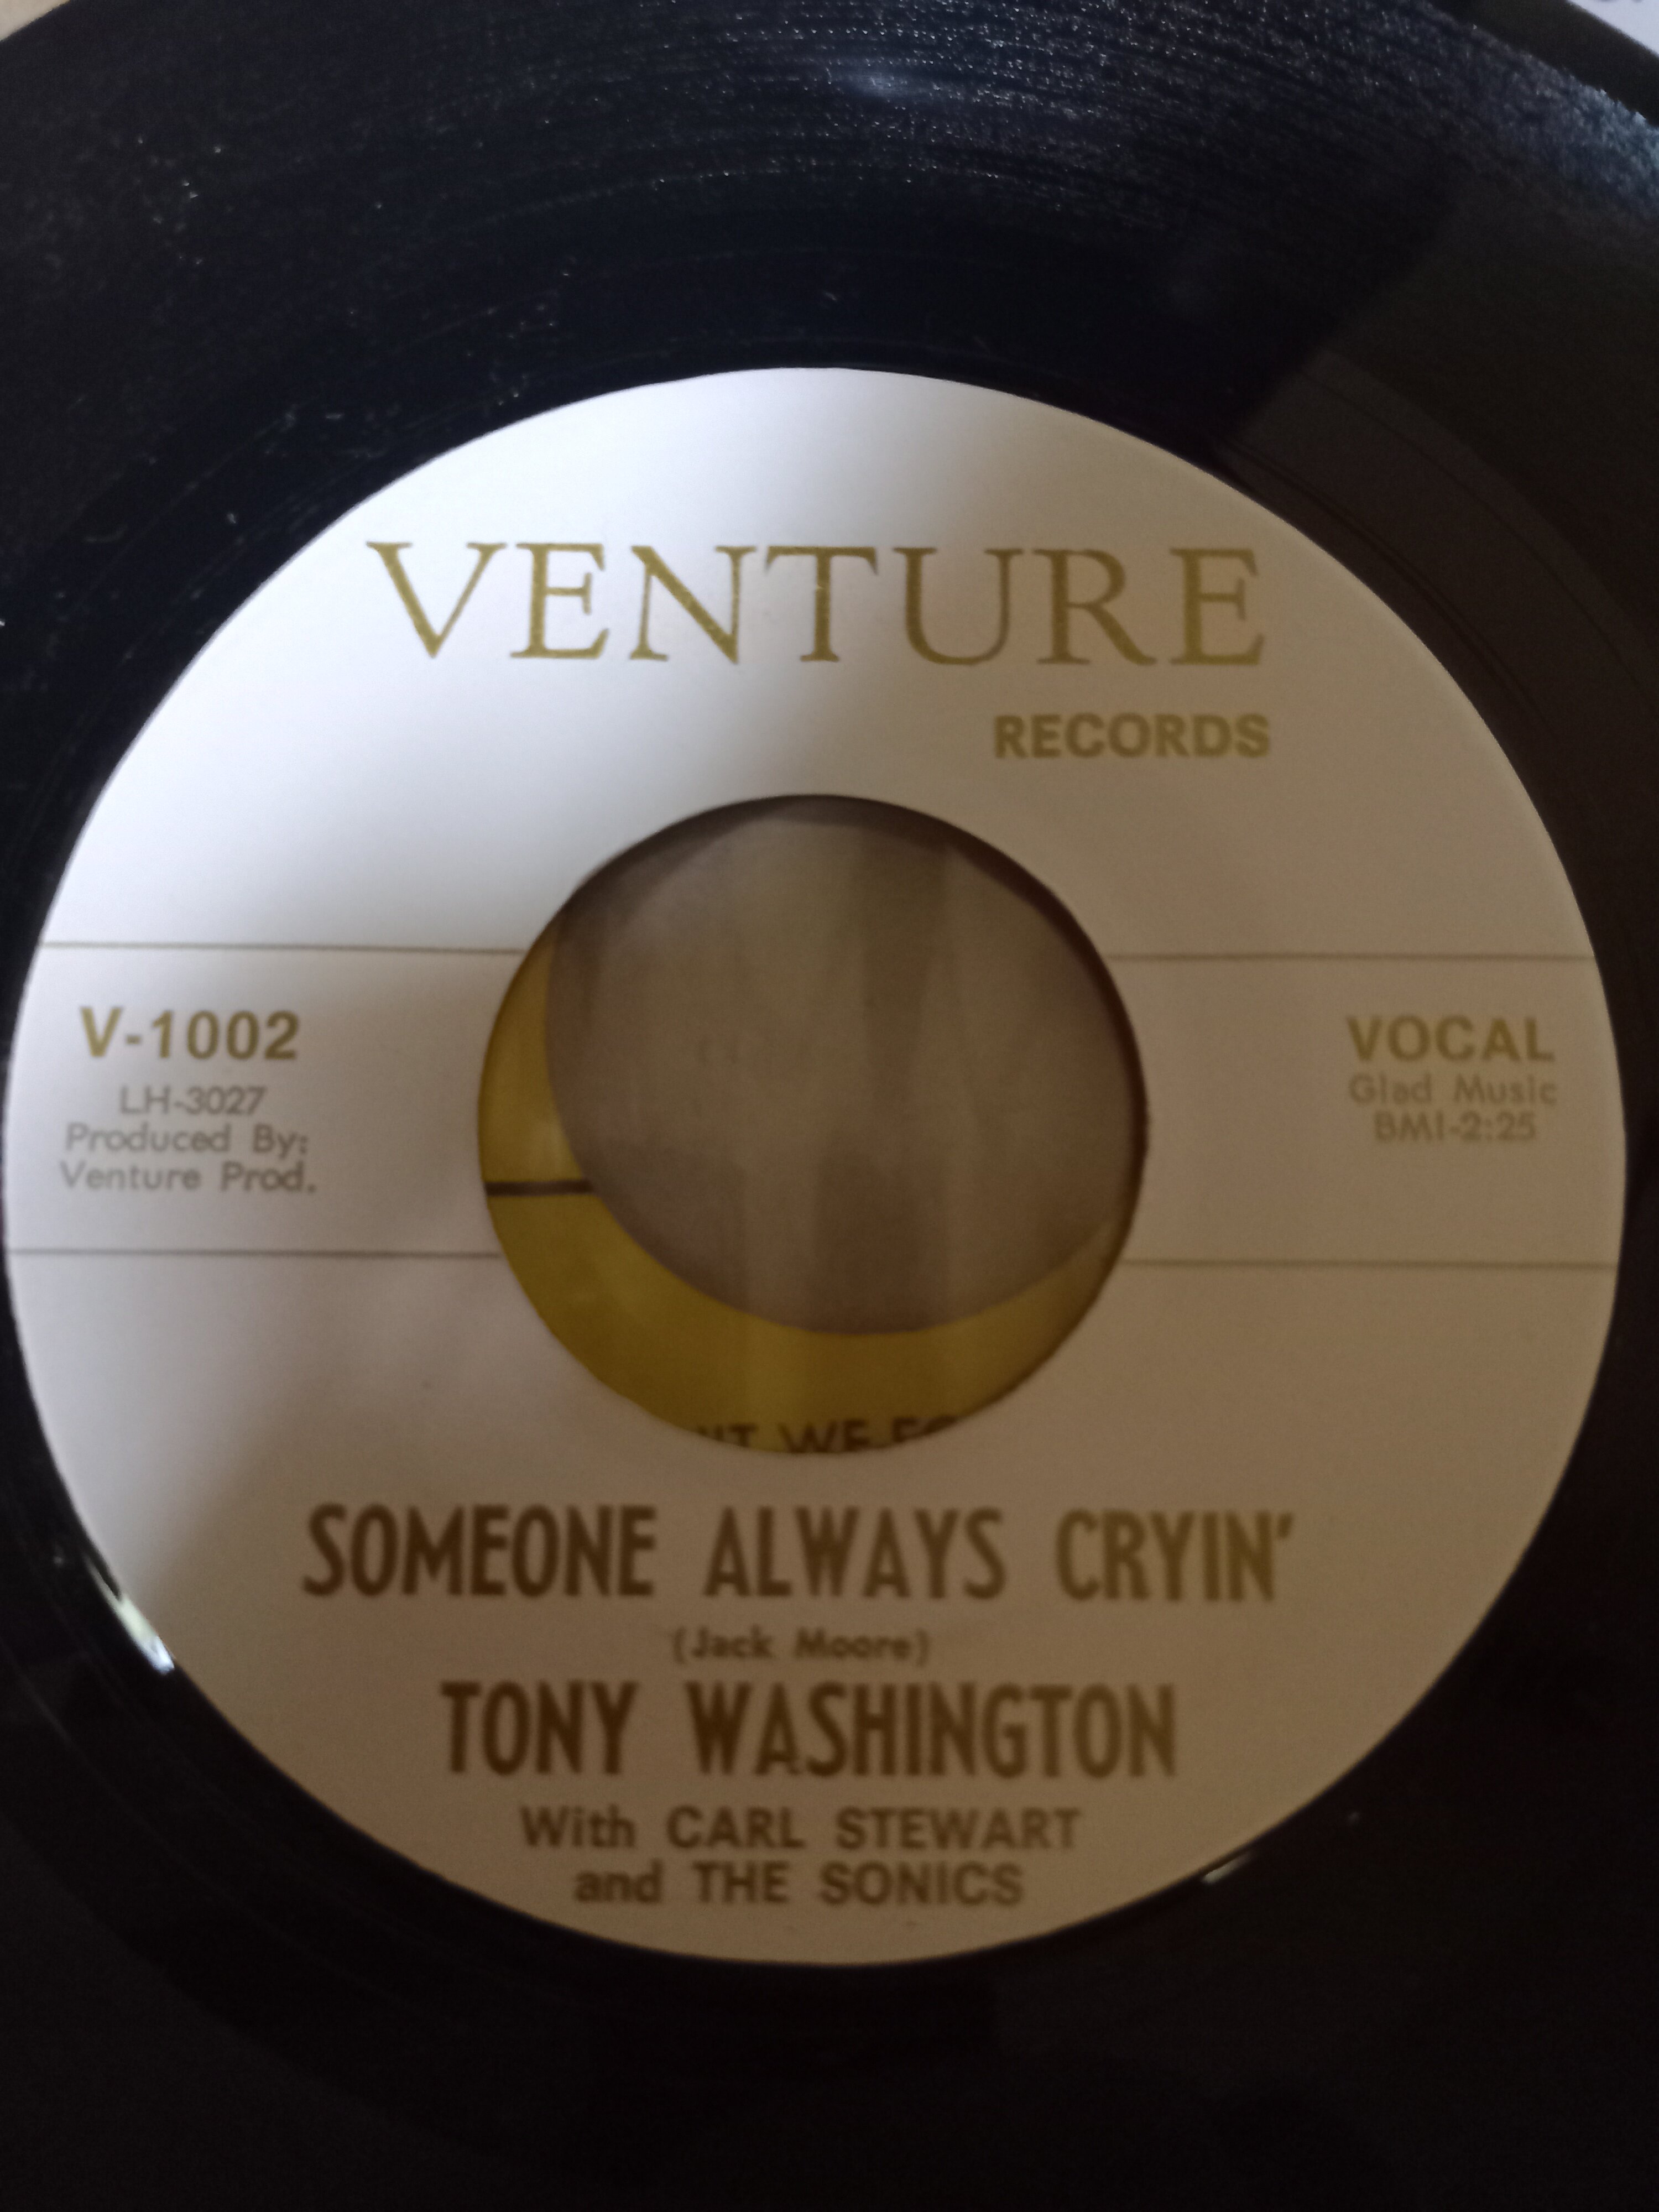 VENTURE
RECORDS
V-1002
LH-3027
Produced By:
Venture Prod.
VOCAL
Glad Music
BMI-2:25
SOMEONE ALWAYS CRYIN'
(Jack Moore)
TONY WASHINGTON
With CARL STEWART
and THE SONICS